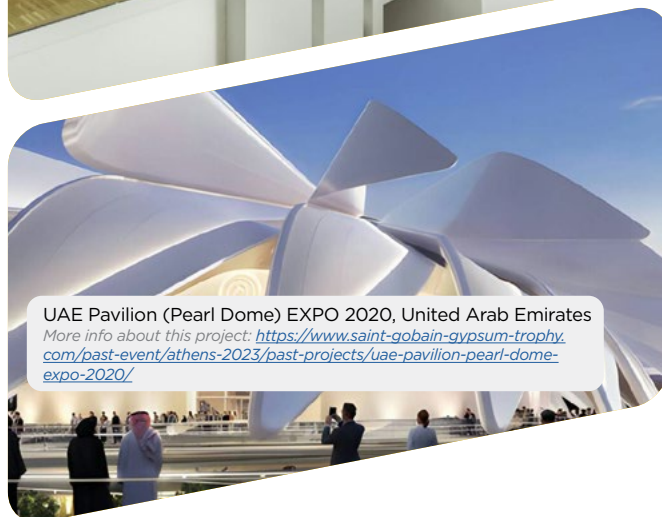 UAE Pavilion (Pearl Dome) EXPO 2020, United Arab Emirates
More info about this project: https://www.saint-gobain-gypsum-trophy.
com/past-event/athens-2023/past-projects/uae-pavilion-pearl-dome-
expo-2020/